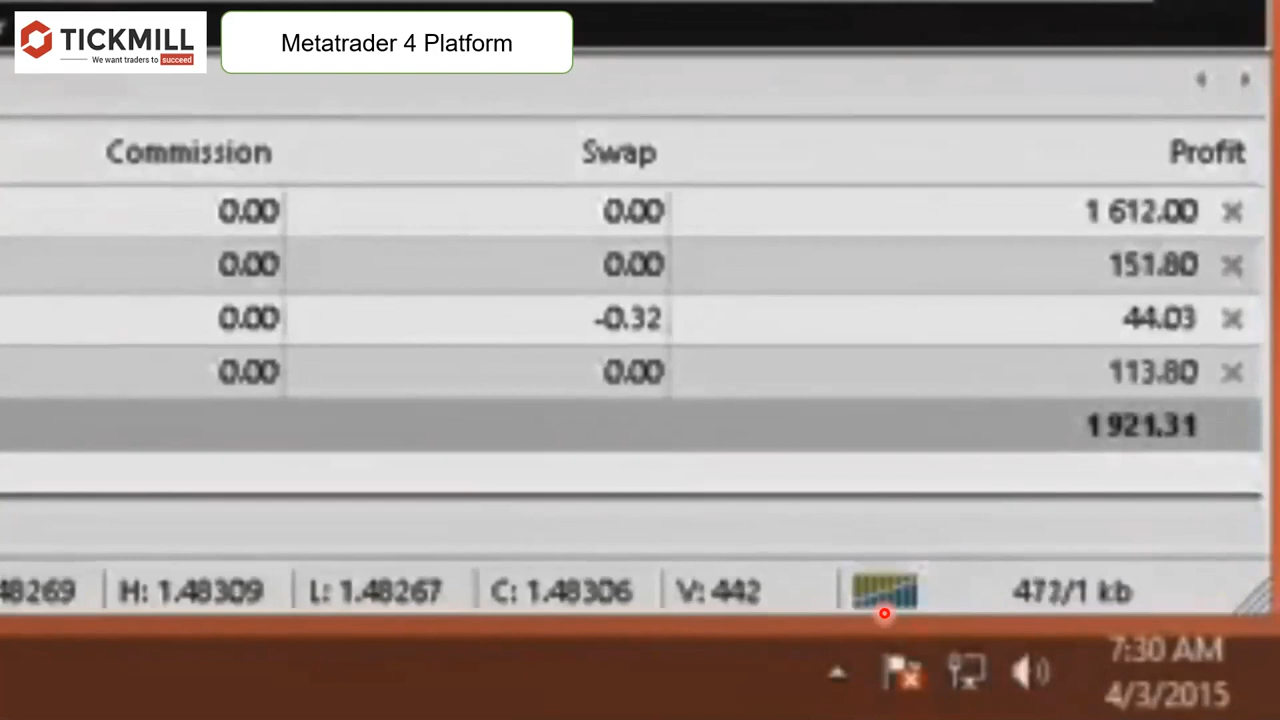 TICKMILL
We want traders to succeed
Metatrader 4 Platform
Commission Swap Profit
0.00 0.00 1 612.00
0.00 0.00 151.80
0.00 -0.32 44.03
0.00 0.00 113.80
1 921.31
48269 H: 1.48309 L: 1.48267 C: 1.48306 V: 442 473/1 kb
7:30 AM
4/3/2015